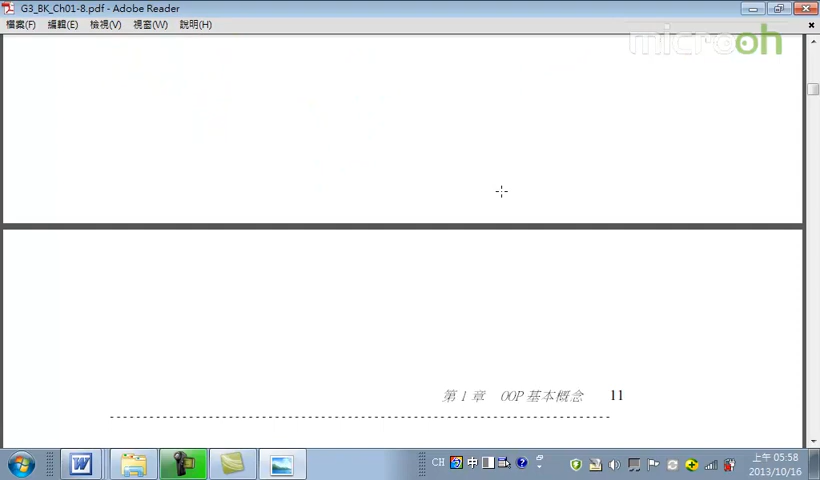 G3_BK_Ch01-8.pdf - Adobe Reader
檔案(F) 編輯(E) 檢視(V) 視窗(W) 說明(H)
microoh
第 1 章 OOP 基本概念 11
CH 中
上午 05:58
2013/10/16